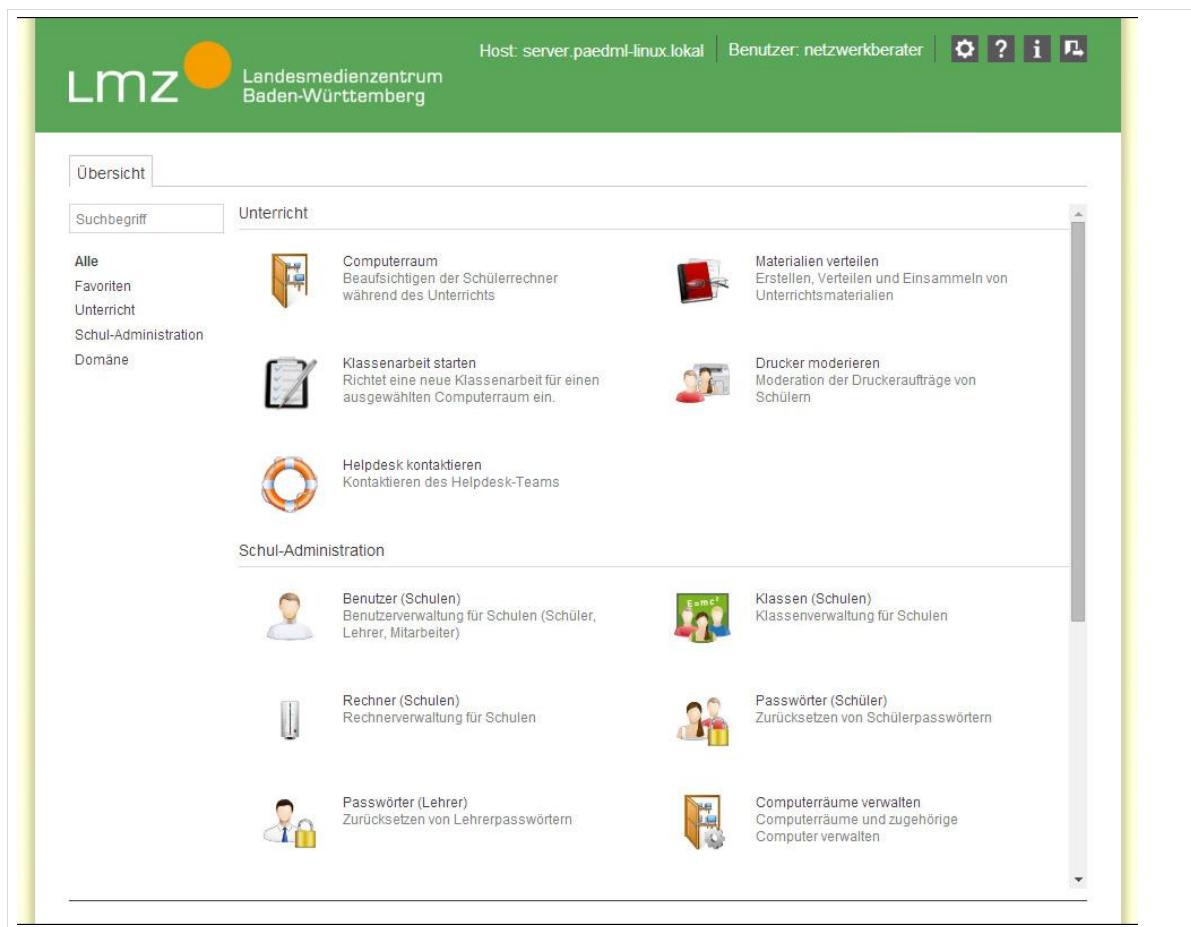 Host: server.paedml-linux.lokal
Benutzer: netzwerkberater
? i
Lmz
Landesmedienzentrum
Baden-Württemberg
Übersicht
Suchbegriff
Alle
Favoriten
Unterricht
Schul-Administration
Domäne
Unterricht
Computerraum
Beaufsichtigen der Schülerrechner
während des Unterrichts
Materialien verteilen
Erstellen, Verteilen und Einsammeln von
Unterrichtsmaterialien
Klassenarbeit starten
Richtet eine neue Klassenarbeit für einen
ausgewählten Computerraum ein.
Drucker moderieren
Moderation der Druckeraufträge von
Schülern
Helpdesk kontaktieren
Kontaktieren des Helpdesk-Teams
Schul-Administration
Benutzer (Schulen)
Benutzerverwaltung für Schulen (Schüler,
Lehrer, Mitarbeiter)
E=mc²
Klassen (Schulen)
Klassenverwaltung für Schulen
Rechner (Schulen)
Rechnerverwaltung für Schulen
Passwörter (Schüler)
Zurücksetzen von Schülerpasswörtern
Passwörter (Lehrer)
Zurücksetzen von Lehrerpasswörtern
Computerräume verwalten
Computerräume und zugehörige
Computer verwalten